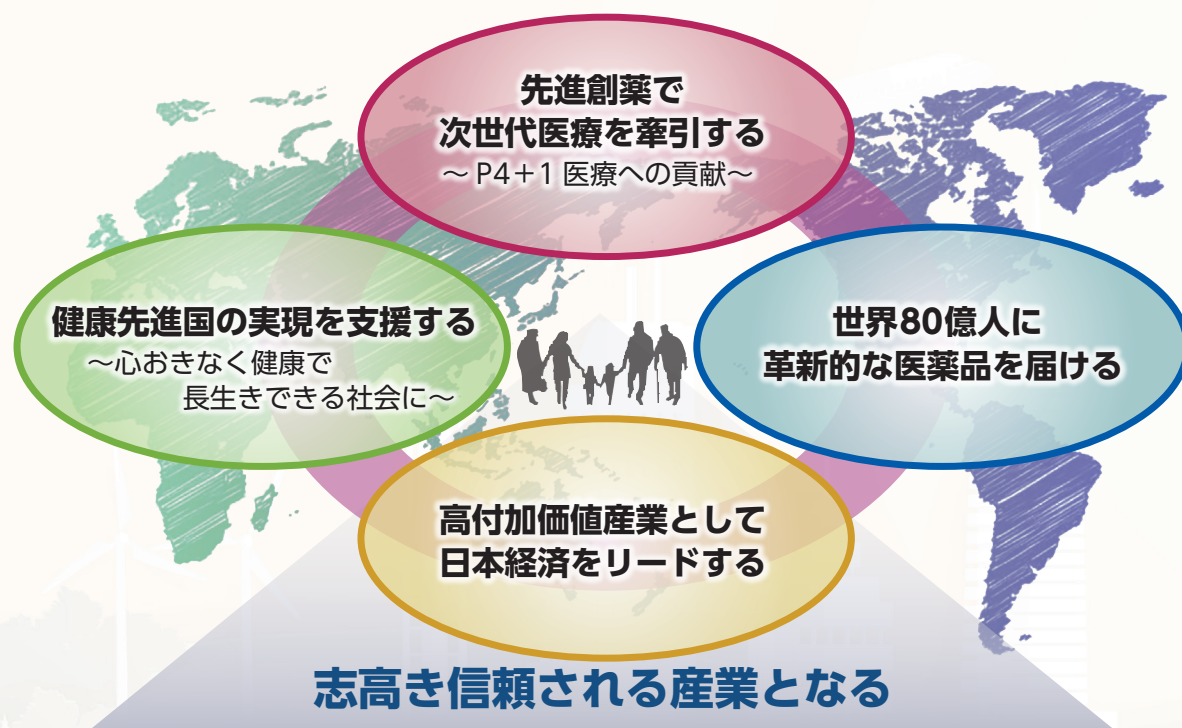 先進創薬で
次世代医療を牽引する
～P4＋1 医療への貢献～
健康先進国の実現を支援する
～心おきなく健康で
長生きできる社会に～
世界80億人に
革新的な医薬品を届ける
高付加価値産業として
日本経済をリードする
志高き信頼される産業となる